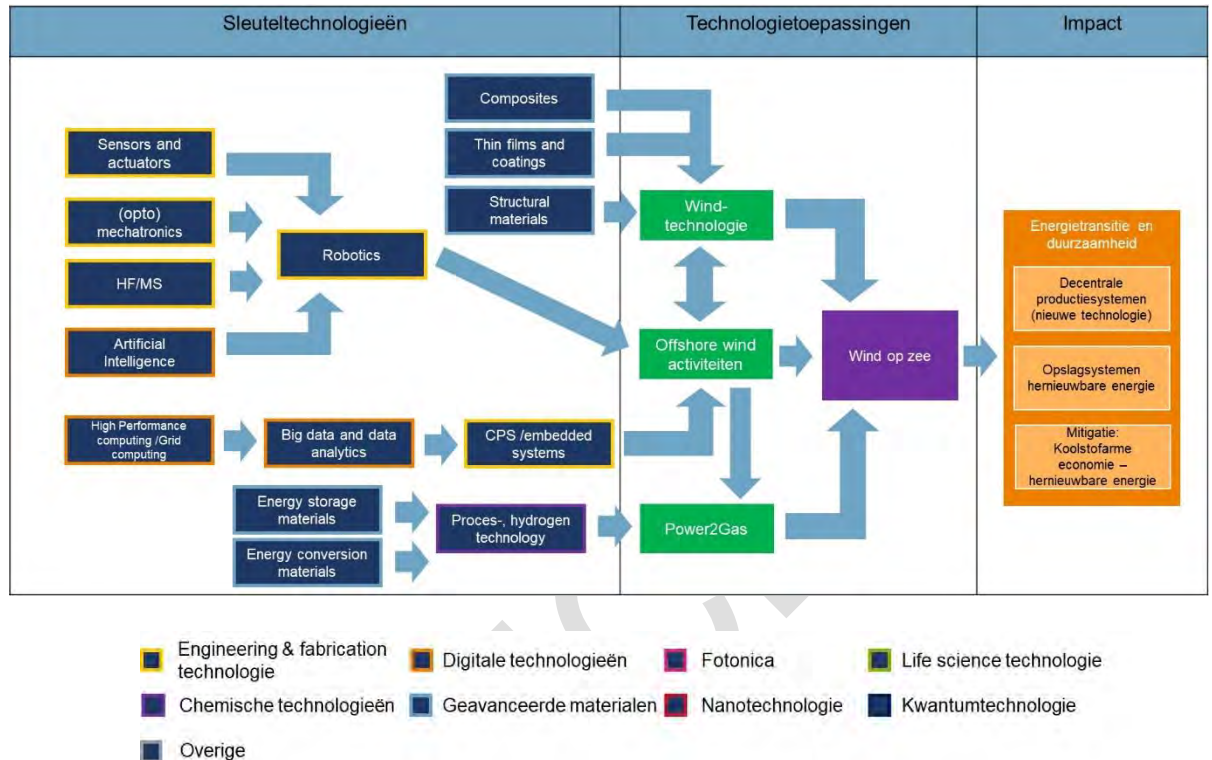 Sleuteltechnologieën
Technologietoepassingen
Impact
Composites
Thin films and
coatings
Structural
materials
Sensors and
actuators
(opto)
mechatronics
HF/MS
Artificial
Intelligence
Robotics
High Performance
computing /Grid
computing
Big data and data
analytics
CPS /embedded
systems
Energy storage
materials
Energy conversion
materials
Proces-, hydrogen
technology
Wind-
technologie
Offshore wind
activiteiten
Power2Gas
Wind op zee
Energietransitie en
duurzaamheid
Decentrale
productiesystemen
(nieuwe technologie)
Opslagsystemen
hernieuwbare energie
Mitigatie:
Koolstofarme
economie –
hernieuwbare energie
Engineering & fabrication
technologie
Digitale technologieën
Fotonica
Life science technologie
Chemische technologieën
Geavanceerde materialen
Nanotechnologie
Kwantumtechnologie
Overige